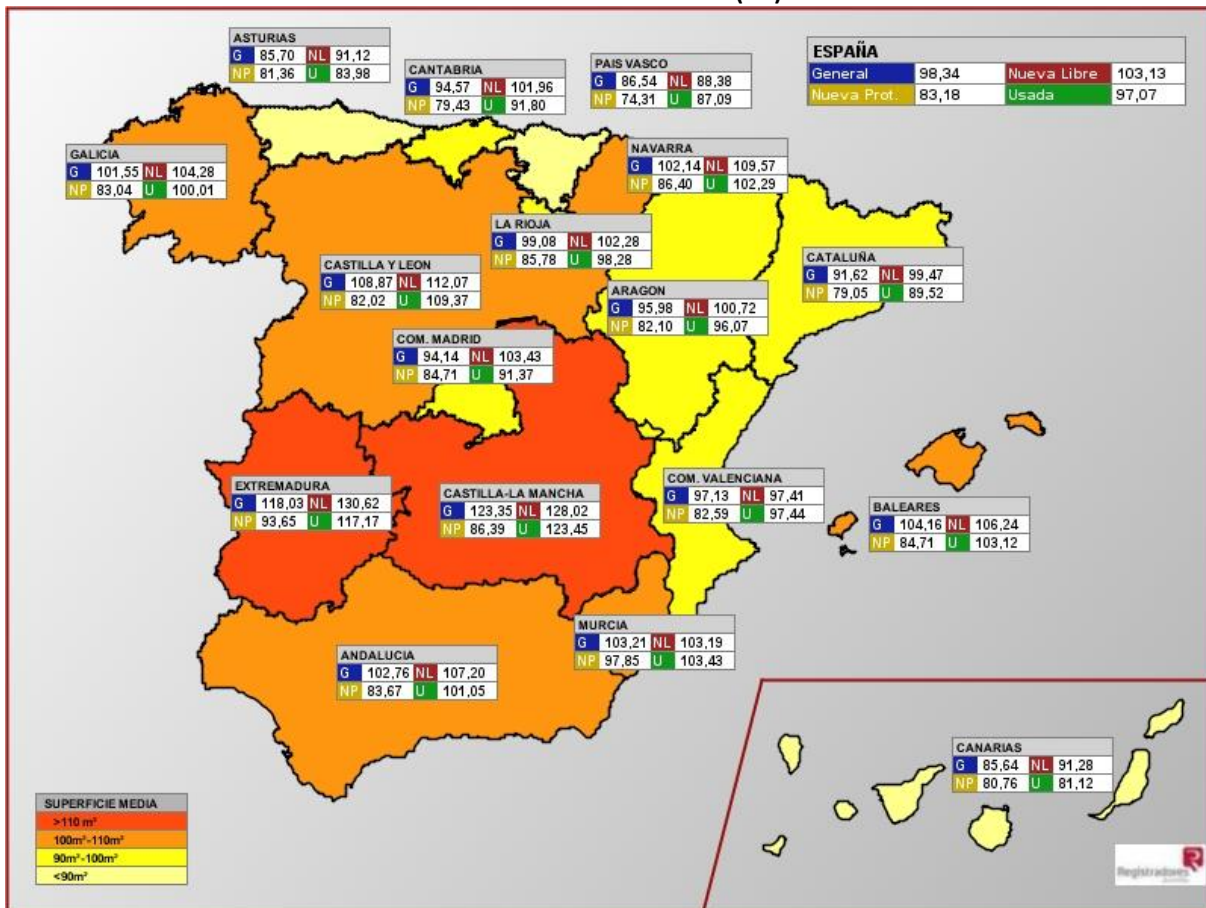 ASTURIAS
G 85,70 NL 91,12
NP 81,36 U 83,98
CANTABRIA
G 94,57 NL 101,96
NP 79,43 U 91,80
PAIS VASCO
G 86,54 NL 88,38
NP 74,31 U 87,09
ESPAÑA
General 98,34 Nueva Libre 103,13
Nueva Prot. 83,18 Usada 97,07
GALICIA
G 101,55 NL 104,28
NP 83,04 U 100,01
NAVARRA
G 102,14 NL 109,57
NP 86,40 U 102,29
LA RIOJA
G 99,08 NL 102,28
NP 85,78 U 98,28
CASTILLA Y LEON
G 108,87 NL 112,07
NP 82,02 U 109,37
CATALUÑA
G 91,62 NL 99,47
NP 79,05 U 89,52
ARAGON
G 95,98 NL 100,72
NP 82,10 U 96,07
COM. MADRID
G 94,14 NL 103,43
NP 84,71 U 91,37
EXTREMADURA
G 118,03 NL 130,62
NP 93,65 U 117,17
CASTILLA-LA MANCHA
G 123,35 NL 128,02
NP 86,39 U 123,45
COM. VALENCIANA
G 97,13 NL 97,41
NP 82,59 U 97,44
BALEARES
G 104,16 NL 106,24
NP 84,71 U 103,12
MURCIA
G 103,21 NL 103,19
NP 97,85 U 103,43
ANDALUCIA
G 102,76 NL 107,20
NP 83,67 U 101,05
CANARIAS
G 85,64 NL 91,28
NP 80,76 U 81,12
SUPERFICIE MEDIA
>110 m²
100m²-110m²
90m²-100m²
<90m²
Registradores